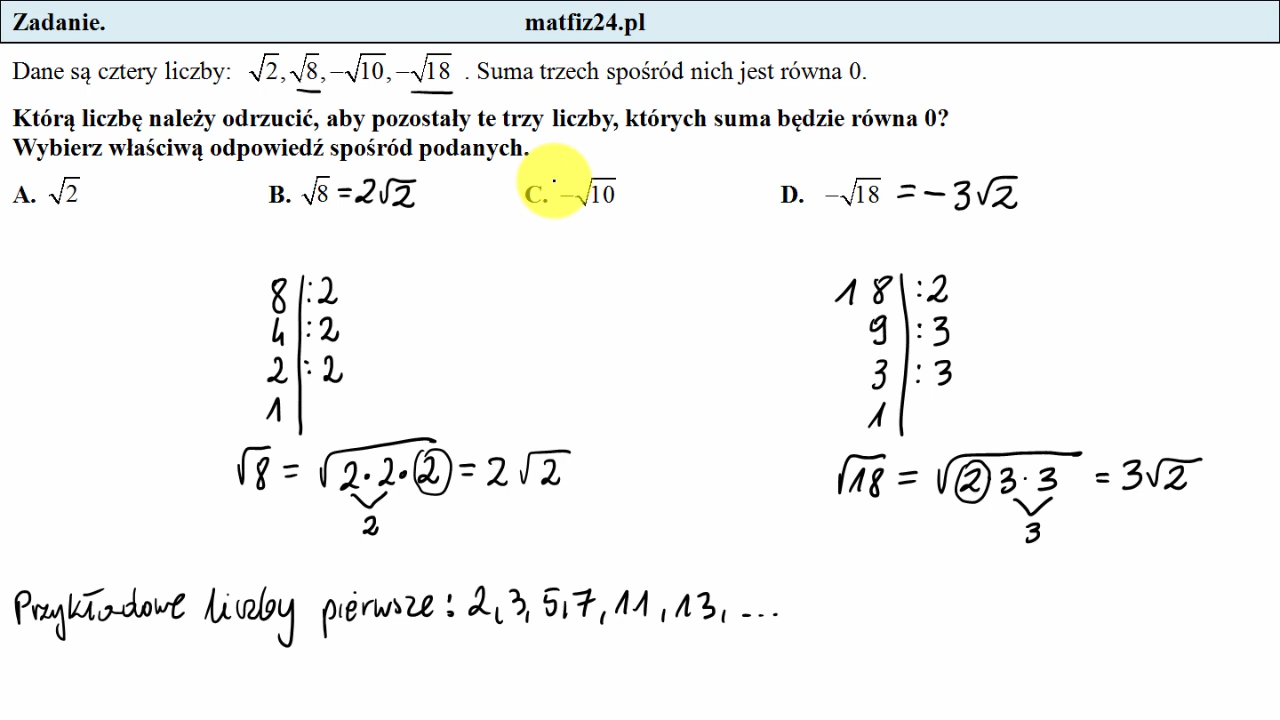 Zadanie. matfiz24.pl
Dane są cztery liczby: √2, √8, −√10, −√18 . Suma trzech spośród nich jest równa 0.
Którą liczbę należy odrzucić, aby pozostały te trzy liczby, których suma będzie równa 0?
Wybierz właściwą odpowiedź spośród podanych.
A. √2 B. √8 = 2√2 C. −√10 D. −√18 = −3√2
8 :2 18 :2
4 :2 9 :3
2 :2 3 :3
1 1
√8 = √2·2·2 = 2√2 √18 = √2 3·3 = 3√2
2 3
Przykładowe liczby pierwsze: 2, 3, 5, 7, 11, 13, ...